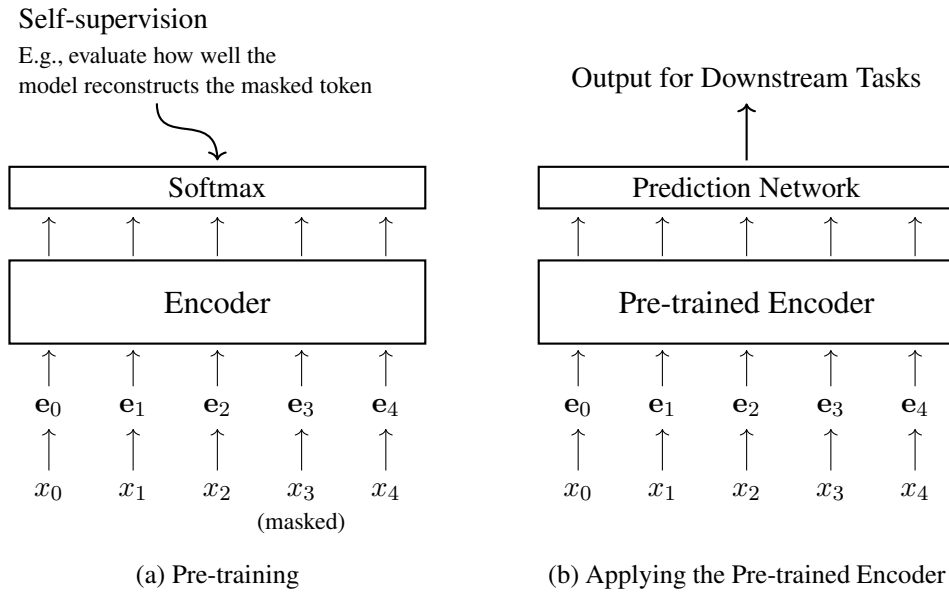 Self-supervision
E.g., evaluate how well the
model reconstructs the masked token
Softmax
Encoder
e₀ e₁ e₂ e₃ e₄
x₀ x₁ x₂ x₃ x₄
(masked)
(a) Pre-training
Output for Downstream Tasks
Prediction Network
Pre-trained Encoder
e₀ e₁ e₂ e₃ e₄
x₀ x₁ x₂ x₃ x₄
(b) Applying the Pre-trained Encoder